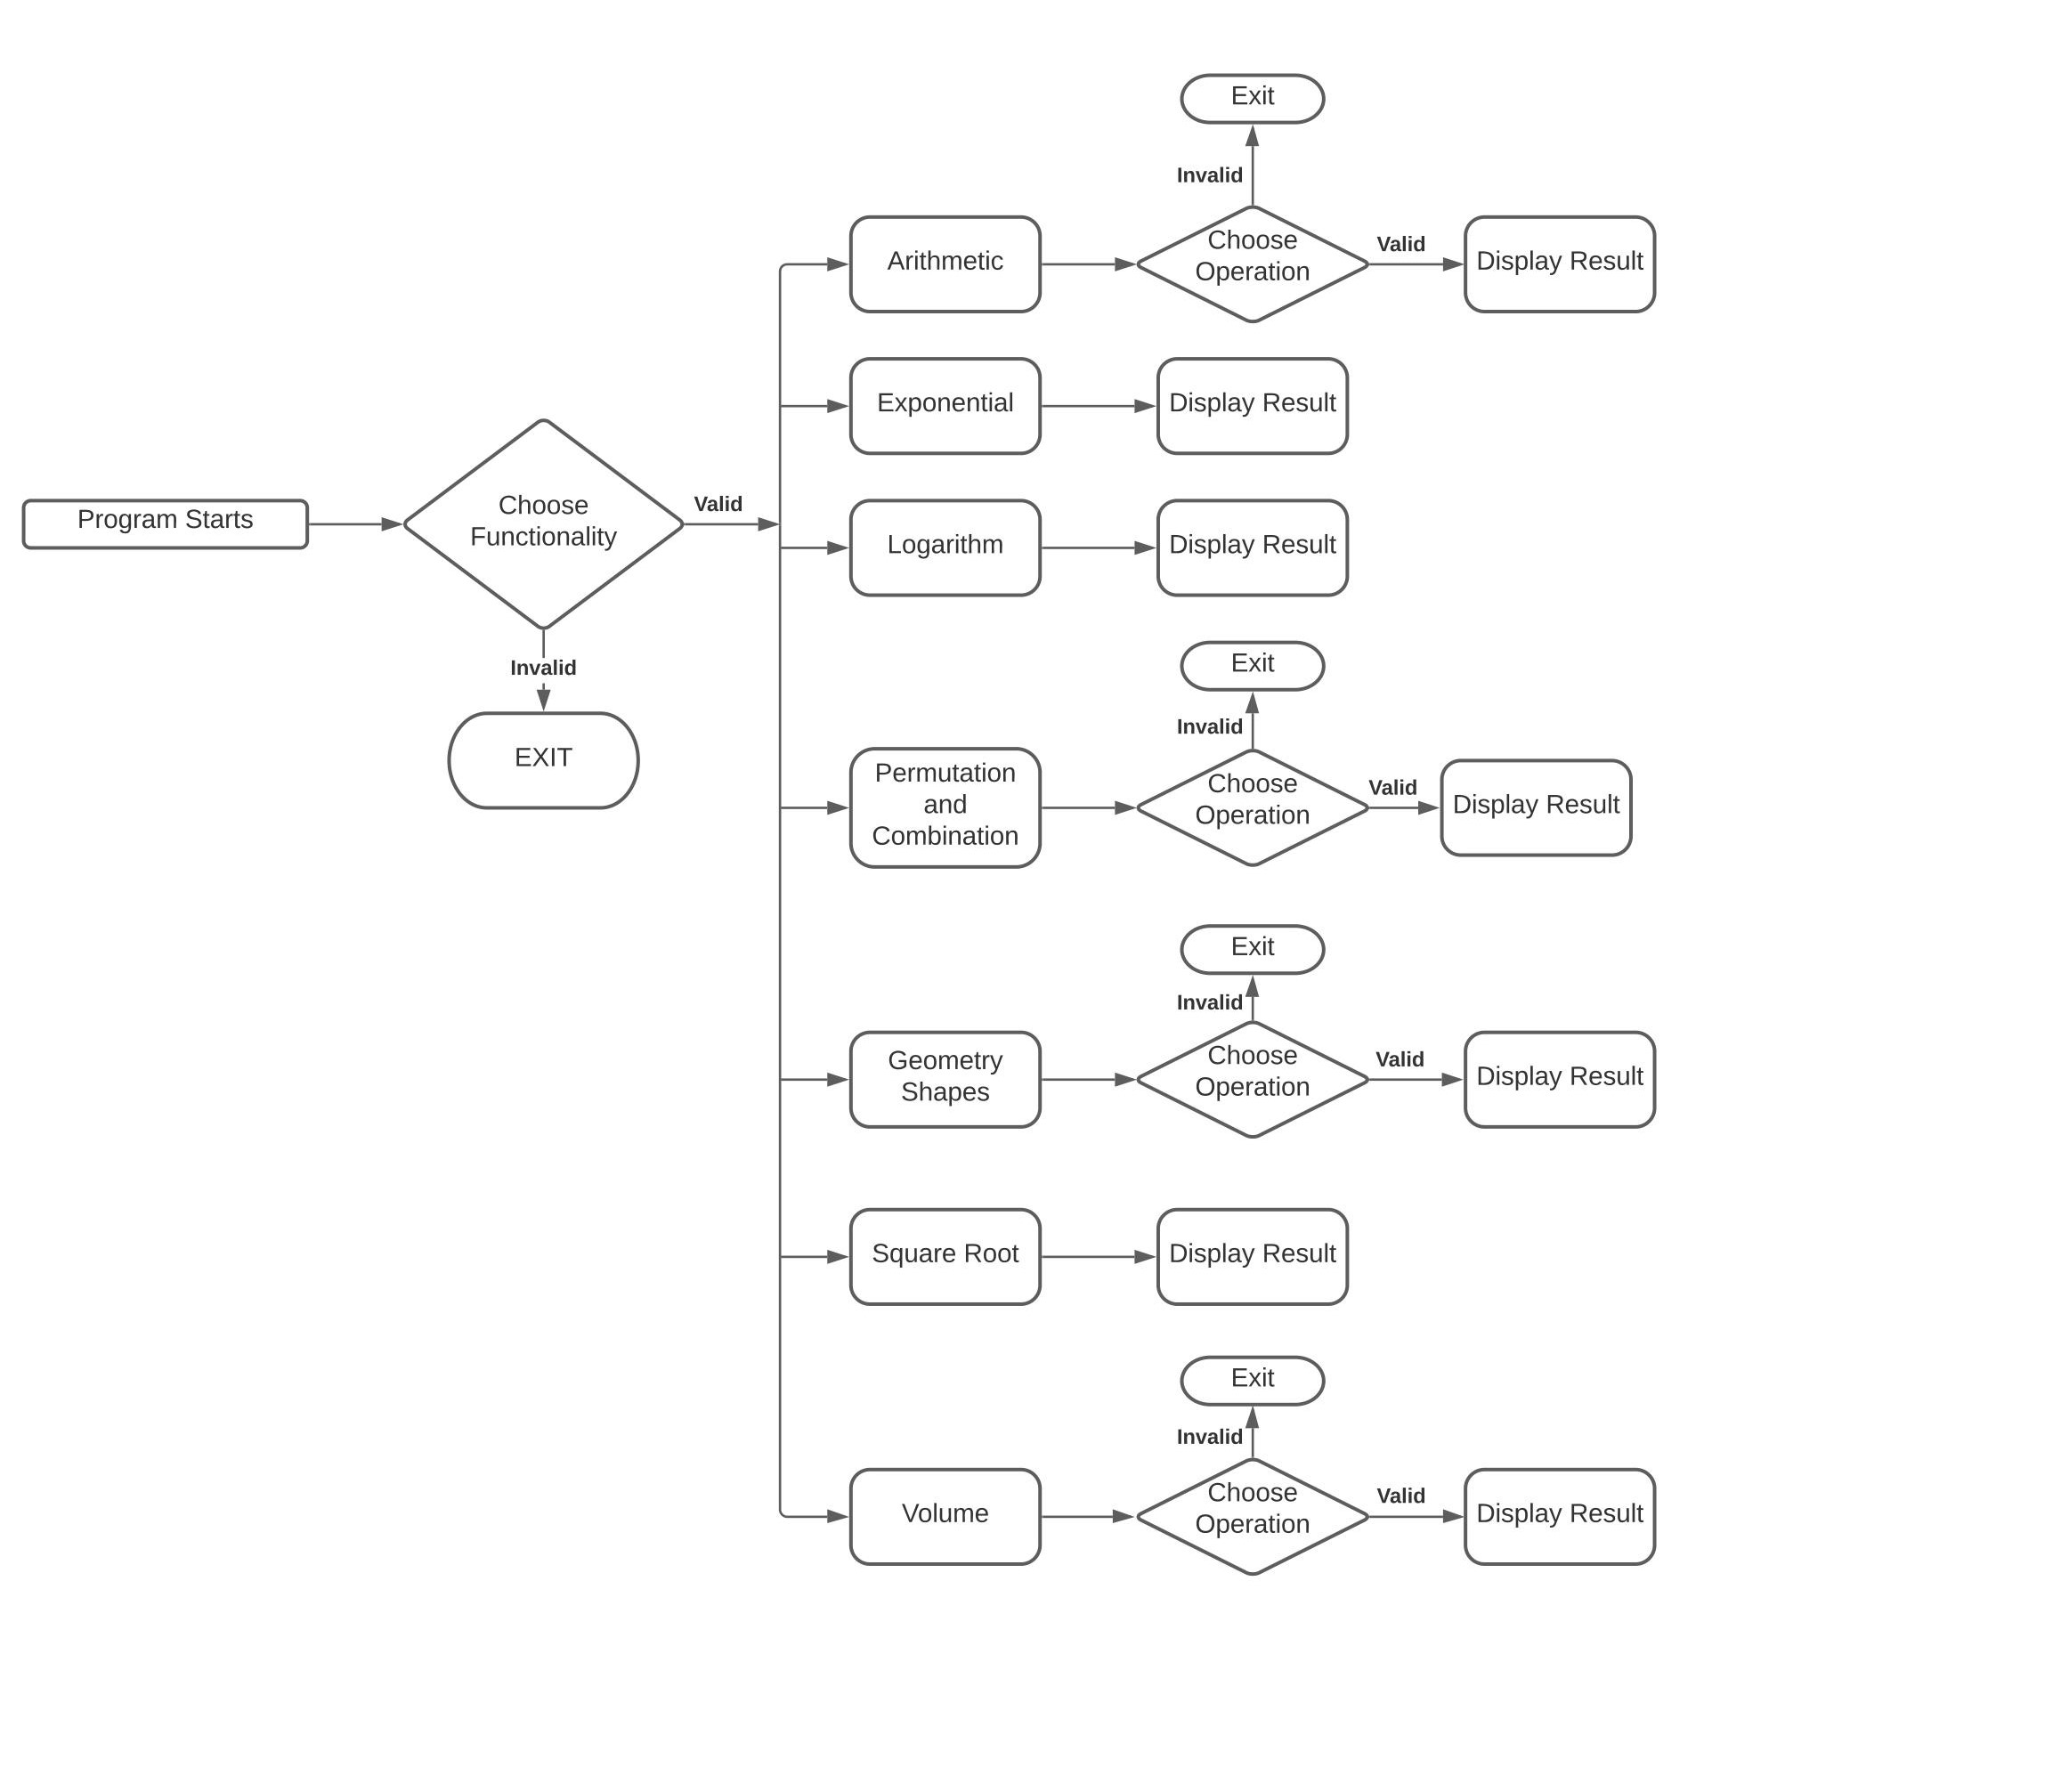 Exit
Invalid
Arithmetic
Choose
Operation
Valid
Display Result
Exponential
Display Result
Program Starts
Choose
Functionality
Valid
Logarithm
Display Result
Invalid
EXIT
Exit
Invalid
Permutation
and
Combination
Choose
Operation
Valid
Display Result
Exit
Invalid
Geometry
Shapes
Choose
Operation
Valid
Display Result
Square Root
Display Result
Exit
Invalid
Volume
Choose
Operation
Valid
Display Result